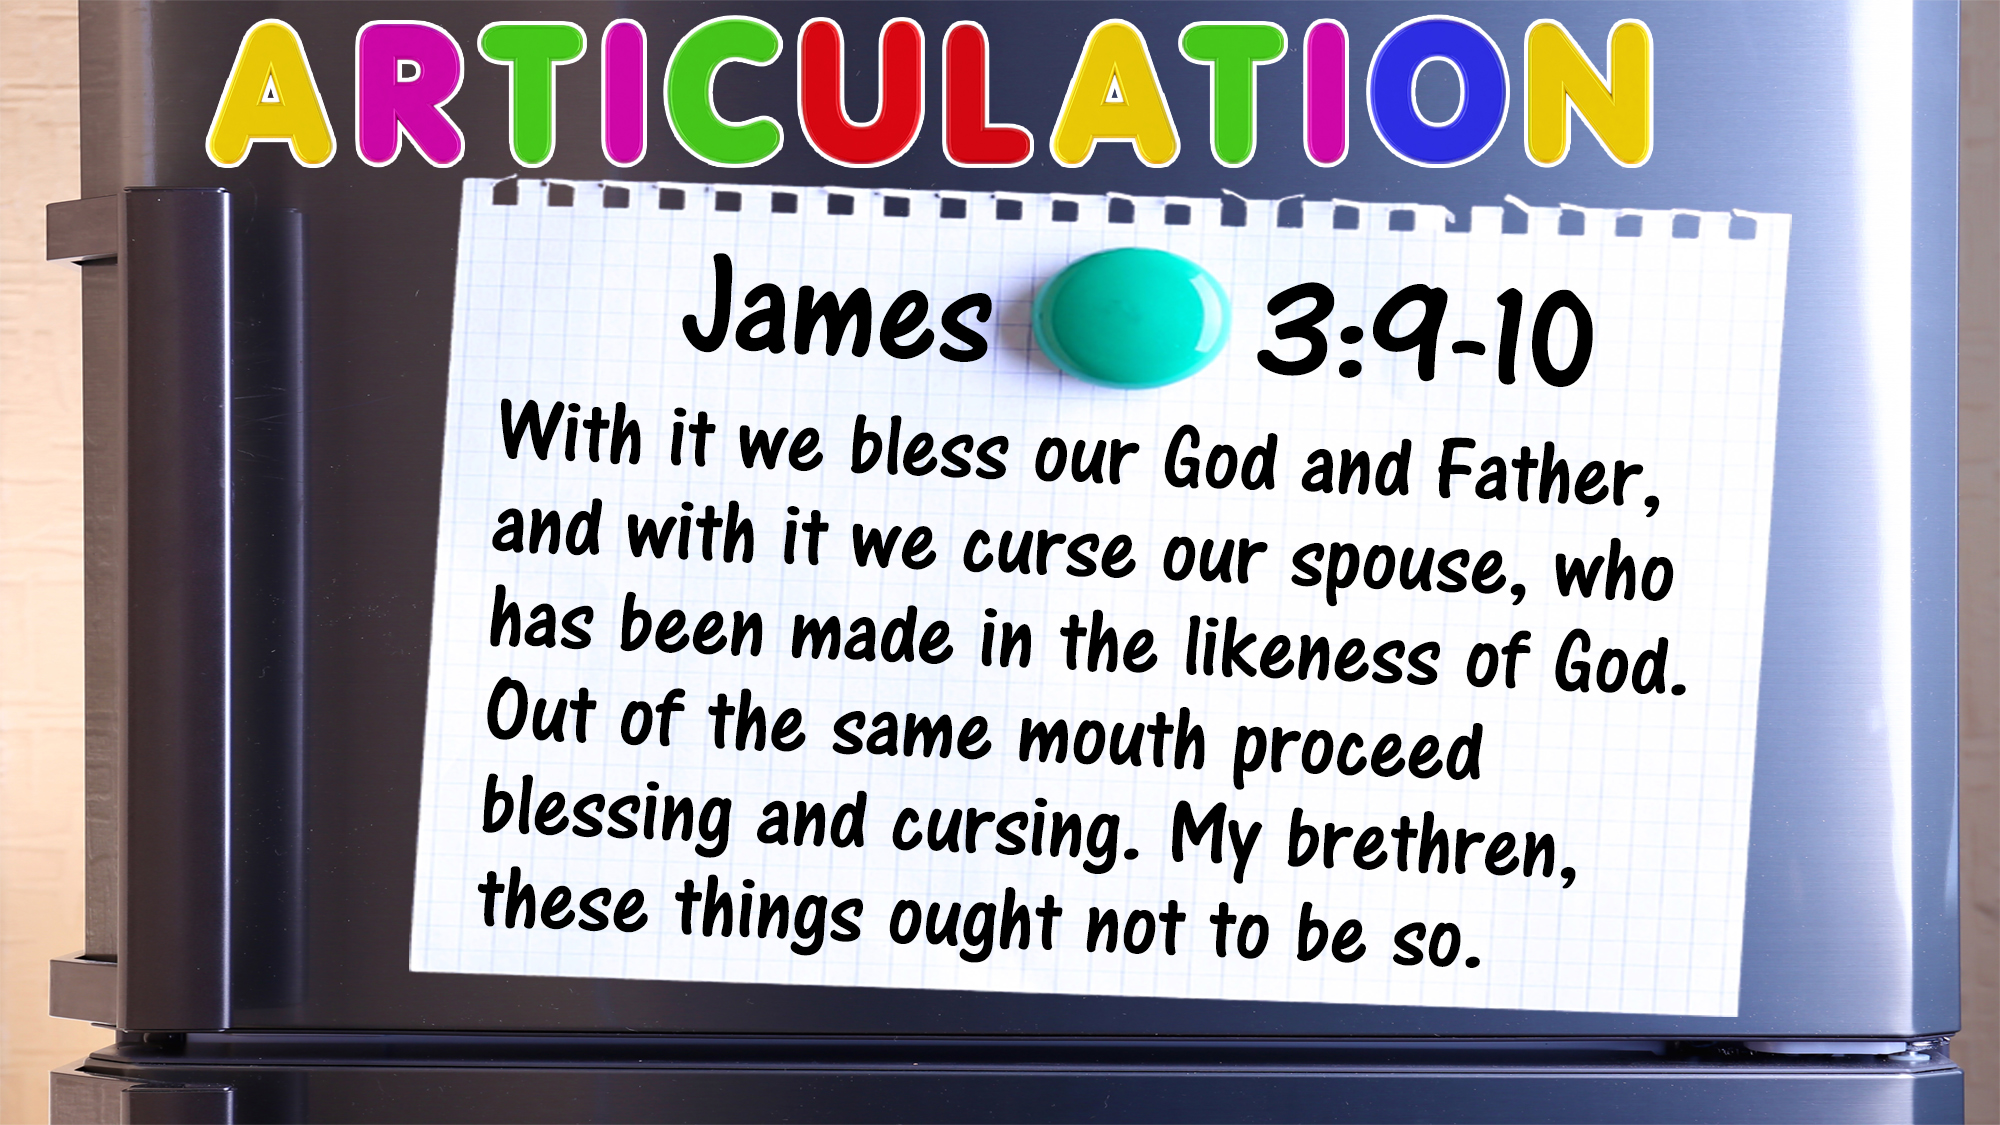 ARTICULATION
James 3:9-10
With it we bless our God and Father,
and with it we curse our spouse, who
has been made in the likeness of God.
Out of the same mouth proceed
blessing and cursing. My brethren,
these things ought not to be so.